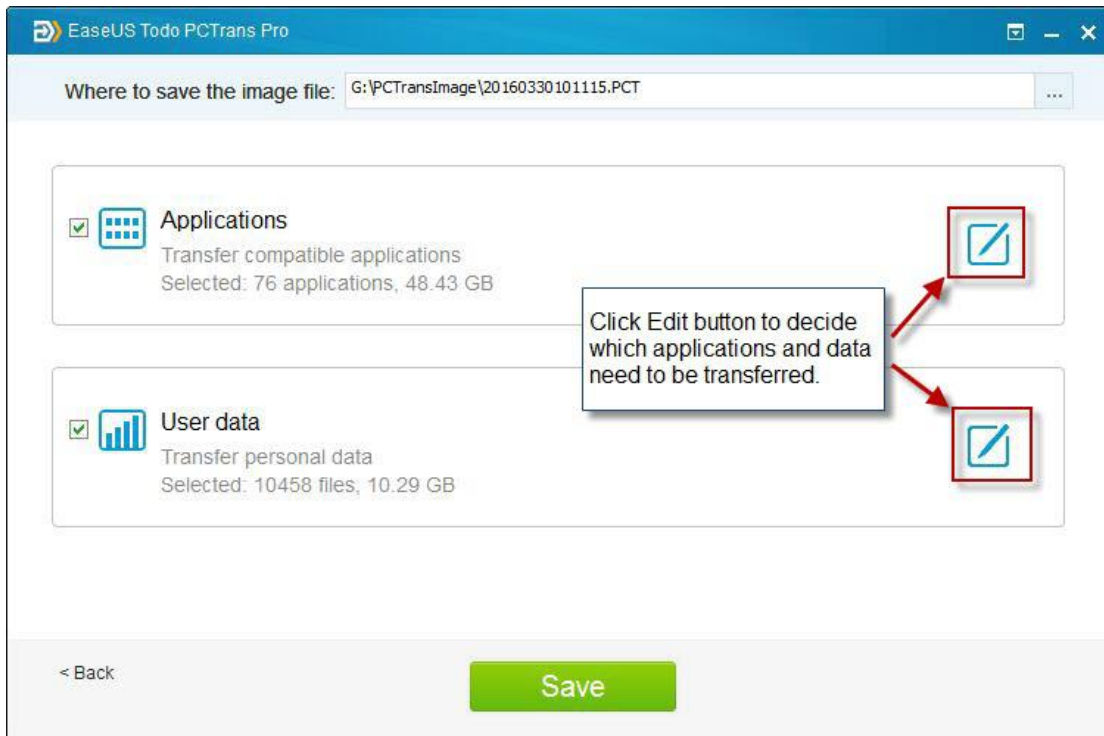 EaseUS Todo PCTrans Pro
Where to save the image file: G:\PCTransImage\20160330101115.PCT ...
Applications
Transfer compatible applications
Selected: 76 applications, 48.43 GB
Click Edit button to decide
which applications and data
need to be transferred.
User data
Transfer personal data
Selected: 10458 files, 10.29 GB
< Back
Save